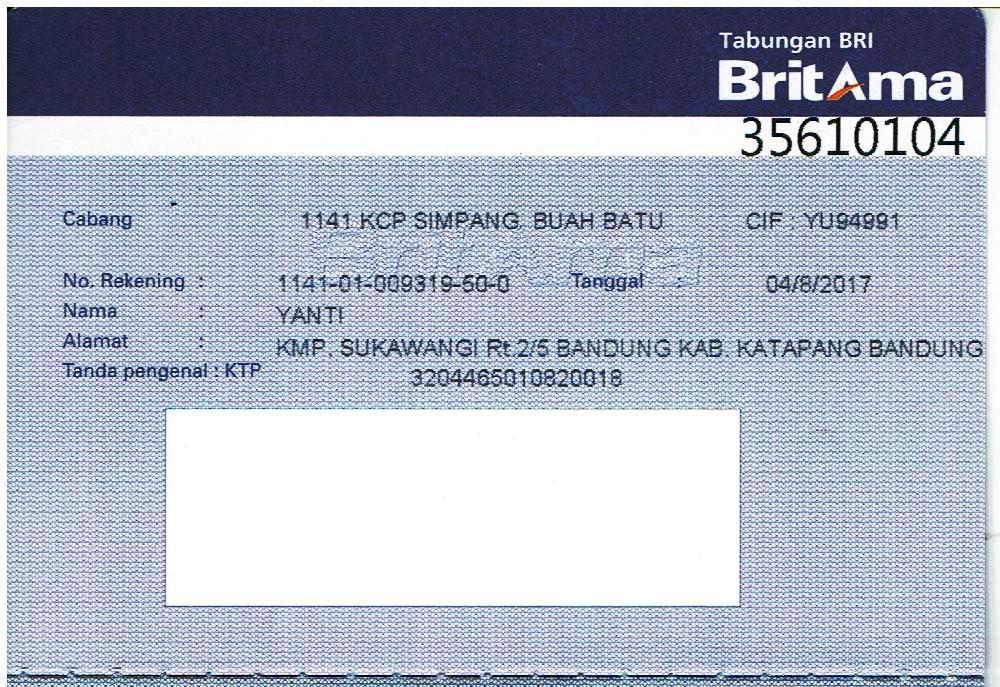 Tabungan BRI
BritAma
35610104
Cabang 1141 KCP SIMPANG BUAH BATU CIF : YU94991
No. Rekening : 1141-01-009319-50-0 Tanggal : 04/8/2017
Nama : YANTI
Alamat : KMP. SUKAWANGI Rt.2/5 BANDUNG KAB. KATAPANG BANDUNG
Tanda pengenal : KTP 3204465010820018
BritAma